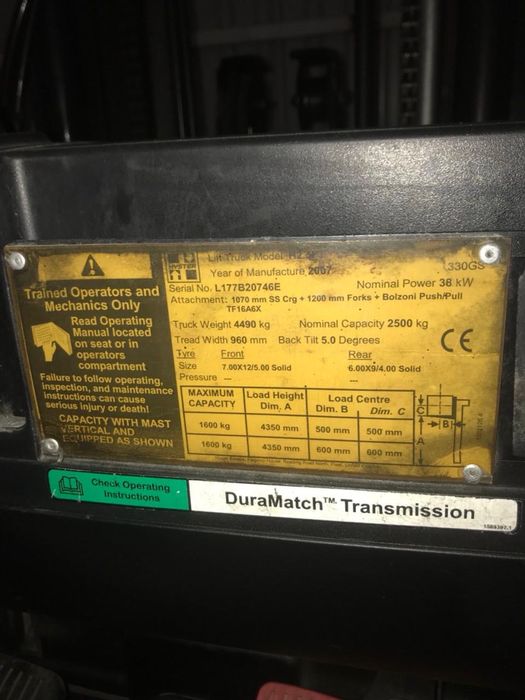 Trained Operators and
Mechanics Only
Read Operating
Manual located
on seat or in
operators
compartment
Failure to follow operating,
inspection, and maintenance
instructions can cause
serious injury or death!
CAPACITY WITH MAST
VERTICAL AND
EQUIPPED AS SHOWN
HYSTER
Lift Truck Model
330GS
Year of Manufacture 2007
Serial No. L177B20746E
Nominal Power 38 kW
Attachment: 1070 mm SS Crg + 1200 mm Forks + Bolzoni Push/Pull
TF16A6X
Truck Weight 4490 kg
Nominal Capacity 2500 kg
Tread Width 960 mm
Back Tilt 5.0 Degrees
CE
Tyre Front Rear
Size 7.00X12/5.00 Solid 6.00X9/4.00 Solid
Pressure --- ---
MAXIMUM CAPACITY Load Height Dim. A Load Centre Dim. B Dim. C
1600 kg 4350 mm 500 mm 500 mm
1600 kg 4350 mm 600 mm 600 mm
C
B
A
Check Operating
Instructions
DuraMatch™ Transmission